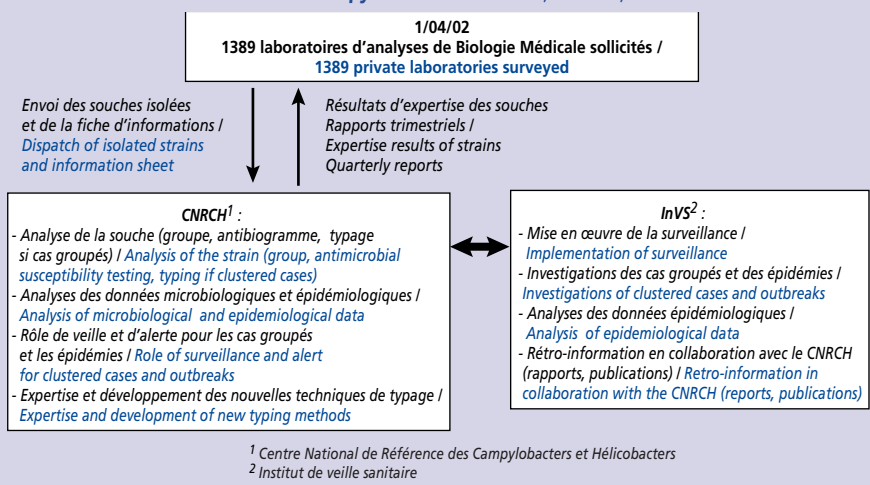 1/04/02
1389 laboratoires d'analyses de Biologie Médicale sollicités /
1389 private laboratories surveyed
Envoi des souches isolées
et de la fiche d'informations /
Dispatch of isolated strains
and information sheet
Résultats d'expertise des souches
Rapports trimestriels /
Expertise results of strains
Quarterly reports
CNRCH1 :
- Analyse de la souche (groupe, antibiogramme, typage
si cas groupés) / Analysis of the strain (group, antimicrobial
susceptibility testing, typing if clustered cases)
- Analyses des données microbiologiques et épidémiologiques /
Analysis of microbiological and epidemiological data
- Rôle de veille et d'alerte pour les cas groupés
et les épidémies / Role of surveillance and alert
for clustered cases and outbreaks
- Expertise et développement des nouvelles techniques de typage /
Expertise and development of new typing methods
InVS2 :
- Mise en œuvre de la surveillance /
Implementation of surveillance
- Investigations des cas groupés et des épidémies /
Investigations of clustered cases and outbreaks
- Analyses des données épidémiologiques /
Analysis of epidemiological data
- Rétro-information en collaboration avec le CNRCH
(rapports, publications) / Retro-information in
collaboration with the CNRCH (reports, publications)
1 Centre National de Référence des Campylobacters et Hélicobacters
2 Institut de veille sanitaire